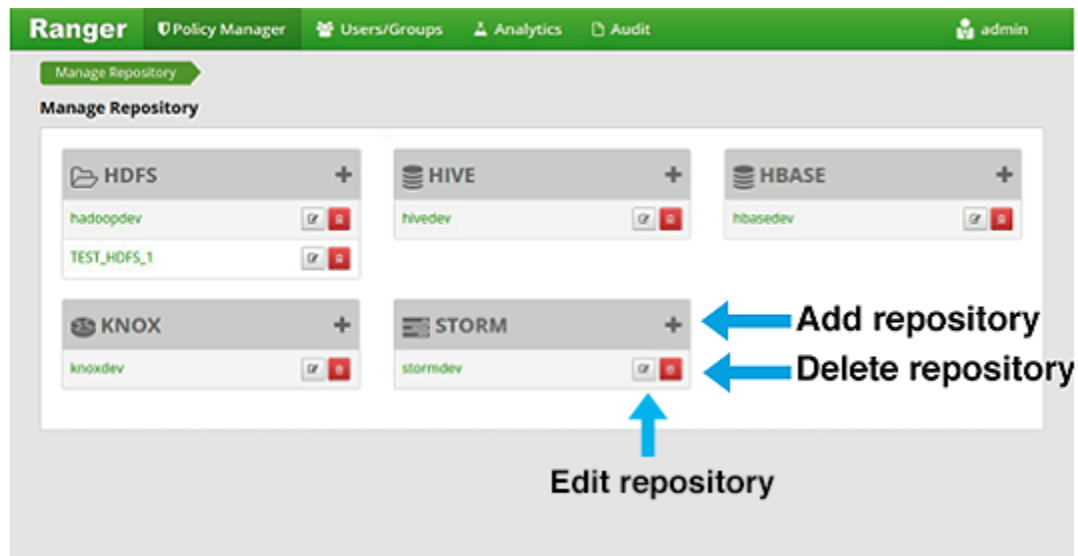 Ranger Policy Manager Users/Groups Analytics Audit admin
Manage Repository
Manage Repository
HDFS + HIVE + HBASE +
hadoopdev hivedev hbasedev
TEST_HDFS_1
KNOX + STORM + Add repository
knoxdev stormdev Delete repository
Edit repository